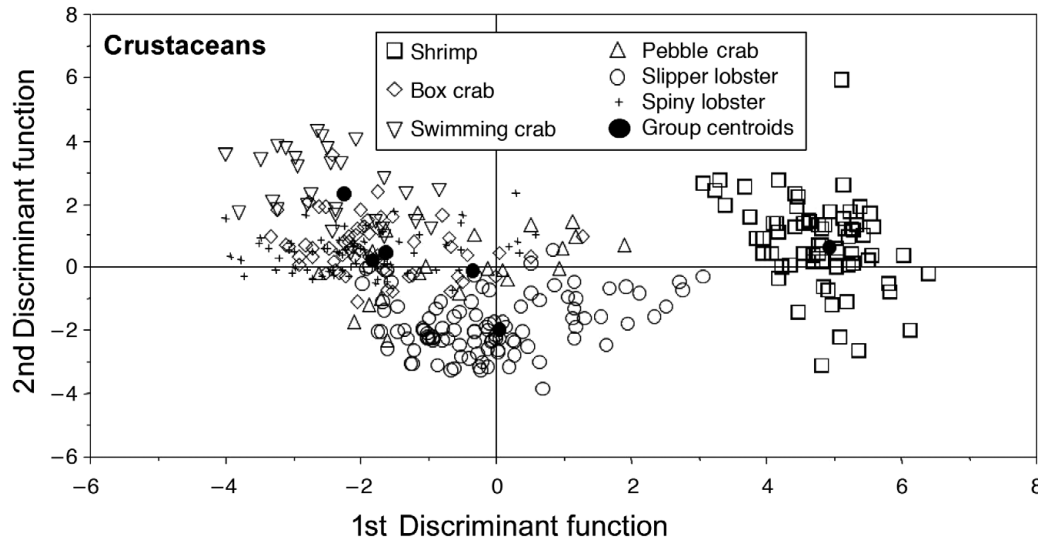 Crustaceans
Shrimp
Box crab
Swimming crab
Pebble crab
Slipper lobster
Spiny lobster
Group centroids
2nd Discriminant function
8
6
4
2
0
−2
−4
−6
−6
−4
−2
0
2
4
6
8
1st Discriminant function